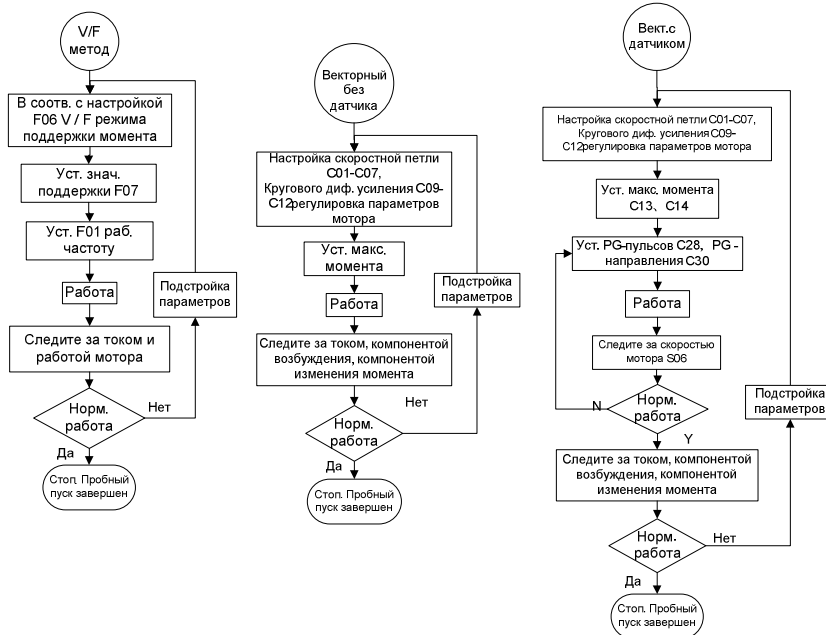 V/F
метод
В соотв. с настройкой
F06 V / F режима
поддержки момента
Уст. знач.
поддержки F07
Уст. F01 раб.
частоту
Работа
Подстройка
параметров
Следите за током и
работой мотора
Норм.
работа
Нет
Да
Стоп. Пробный
пуск завершен
Векторный
без
датчика
Настройка скоростной петли
C01-C07,
Кругового диф. усиления C09-
C12регулировка параметров
мотора
Уст. макс.
момента
Работа
Подстройка
параметров
Следите за током, компонентой
возбуждения, компонентой
изменения момента
Норм.
работа
Нет
Да
Стоп. Пробный
пуск завершен
Вект.с
датчиком
Настройка скоростной петли C01-C07,
Кругового диф. усиления C09-
C12регулировка параметров мотора
Уст. макс. момента
C13、C14
Уст. PG-пульсов C28，PG -
направления C30
Работа
Следите за скоростью
мотора S06
Норм.
работа
N
Y
Подстройка
параметров
Следите за током, компонентой
возбуждения, компонентой
изменения момента
Норм.
работа
Нет
Да
Стоп. Пробный
пуск завершен